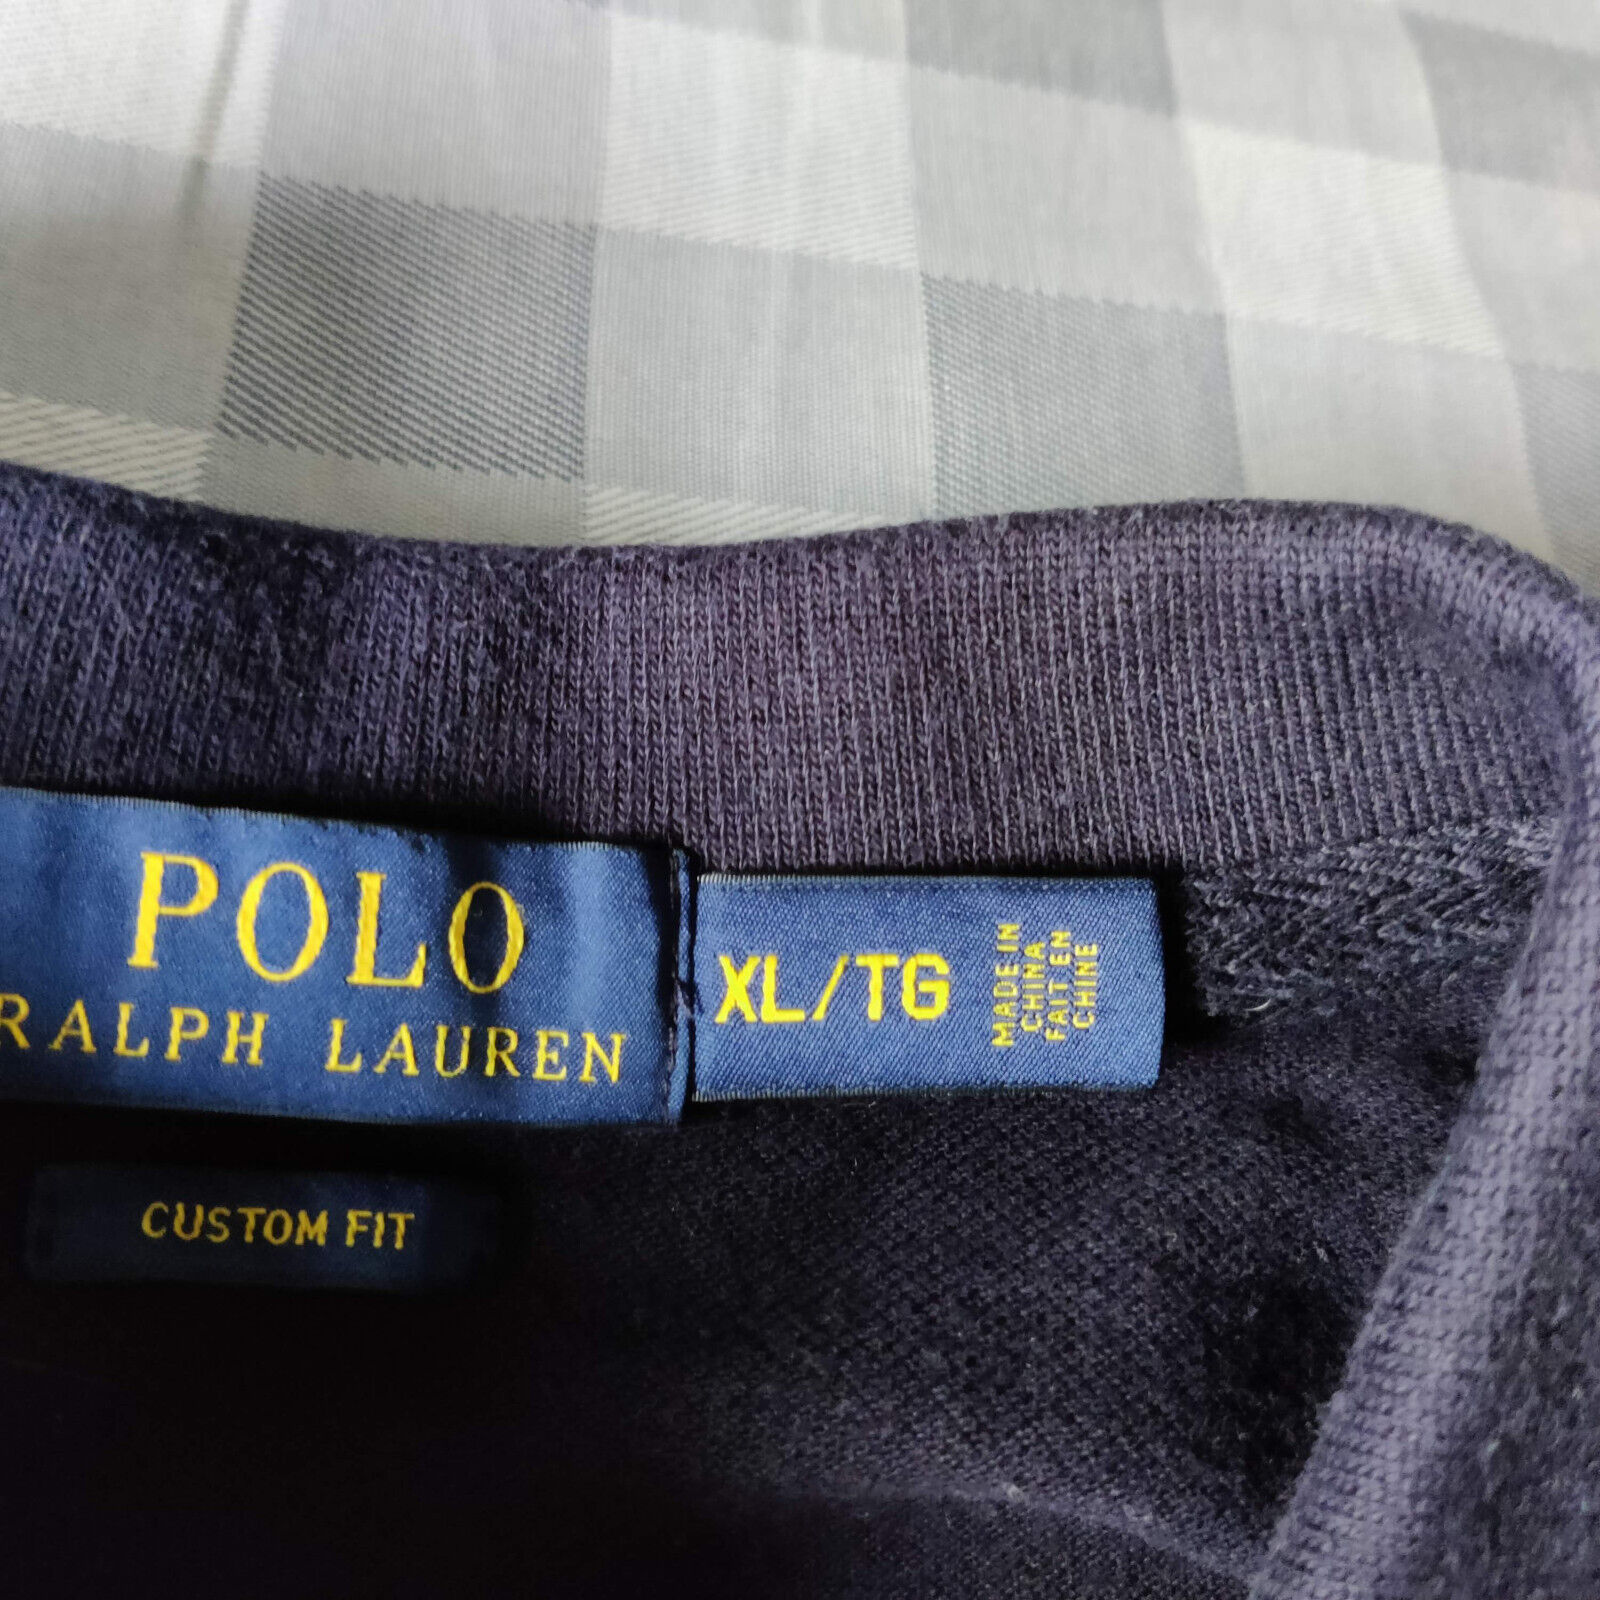 POLO
RALPH LAUREN
XL/TG
MADE IN
CHINA
FAIT EN
CHINE
CUSTOM FIT